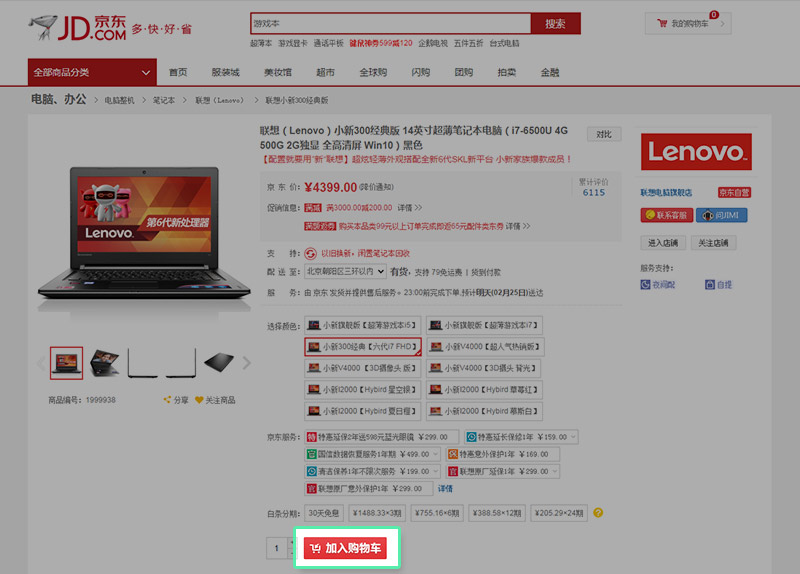 JD 京东
.COM
多·快·好·省
游戏本
搜索
我的购物车
0
超薄本 游戏显卡 通话平板 键鼠神券599减120 企鹅电视 五件五折 台式电脑
全部商品分类
首页 服装城 美妆馆 超市 全球购 闪购 团购 拍卖 金融
电脑、办公 > 电脑整机 > 笔记本 > 联想（Lenovo） > 联想小新300经典版
联想（Lenovo）小新300经典版 14英寸超薄笔记本电脑（i7-6500U 4G
500G 2G独显 全高清屏 Win10）黑色
对比
【配置就要用"新"联想】超炫轻薄外观搭配全新6代SKL新平台 小新家族爆款成员！
京东价：¥4399.00(降价通知)
累计评价
6115
促销信息：满减 满3000.00减200.00 详情 >>
满额返券 购买本品类99元以上订单完成即返65元配件类东券 详情 >>
支持：以旧换新，闲置笔记本回收
配送至：北京朝阳区三环以内 有货，支持 79免运费 | 货到付款
服务：由 京东 发货并提供售后服务。23:00前完成下单，预计明天(02月25日)送达
Lenovo.
第6代新处理器
商品编号：1999938
分享
关注商品
选择颜色：
小新旗舰版【超薄游戏本i5】
小新旗舰版【超薄游戏本i7】
小新300经典【六代i7 FHD】
小新V4000【超人气热销版】
小新V4000【3D摄像头 版】
小新V4000【3D摄头 背光】
小新I2000【Hybird 星空银】
小新I2000【Hybird 草莓红】
小新I2000【Hybird 夏日橙】
小新I2000【Hybird 慕斯白】
京东服务：
特惠延保2年送598元蓝光眼镜 ¥299.00
特惠延长保修1年 ¥159.00
国信数据恢复服务1年期 ¥499.00
特惠意外保护1年 ¥169.00
清洁保养1年不限次服务 ¥199.00
联想原厂延保1年 ¥299.00
联想原厂意外保护1年 ¥299.00
详情
白条分期：
30天免息
¥1488.33×3期
¥755.16×6期
¥388.58×12期
¥205.29×24期
?
1
加入购物车
Lenovo
联想电脑旗舰店
京东自营
联系客服
问JIMI
进入店铺
关注店铺
服务支持：
夜间配
自提